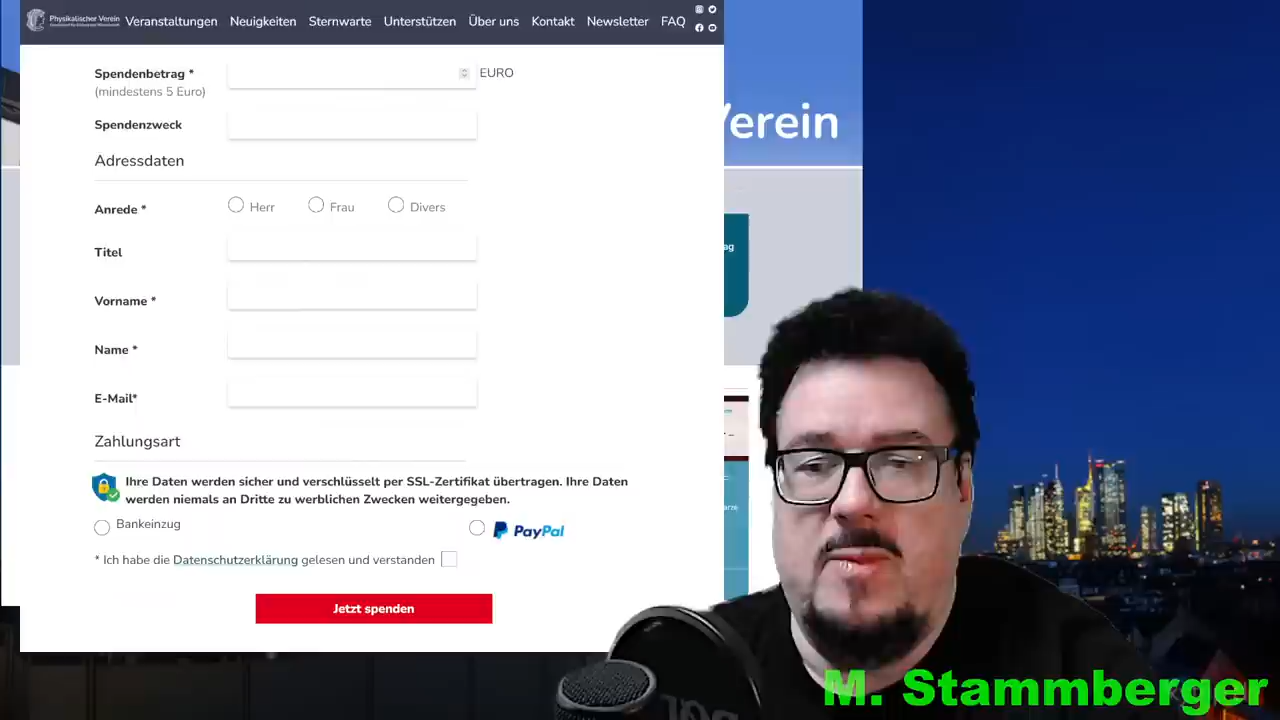 Physikalischer Verein
Veranstaltungen Neuigkeiten Sternwarte Unterstützen Über uns Kontakt Newsletter FAQ
Spendenbetrag * EURO
(mindestens 5 Euro)
Spendenzweck
Verein
Adressdaten
Anrede * Herr Frau Divers
ag
Titel
Vorname *
Name *
E-Mail*
Zahlungsart
Ihre Daten werden sicher und verschlüsselt per SSL-Zertifikat übertragen. Ihre Daten
werden niemals an Dritte zu werblichen Zwecken weitergegeben.
Bankeinzug PayPal
* Ich habe die Datenschutzerklärung gelesen und verstanden
Jetzt spenden
M. Stammberger